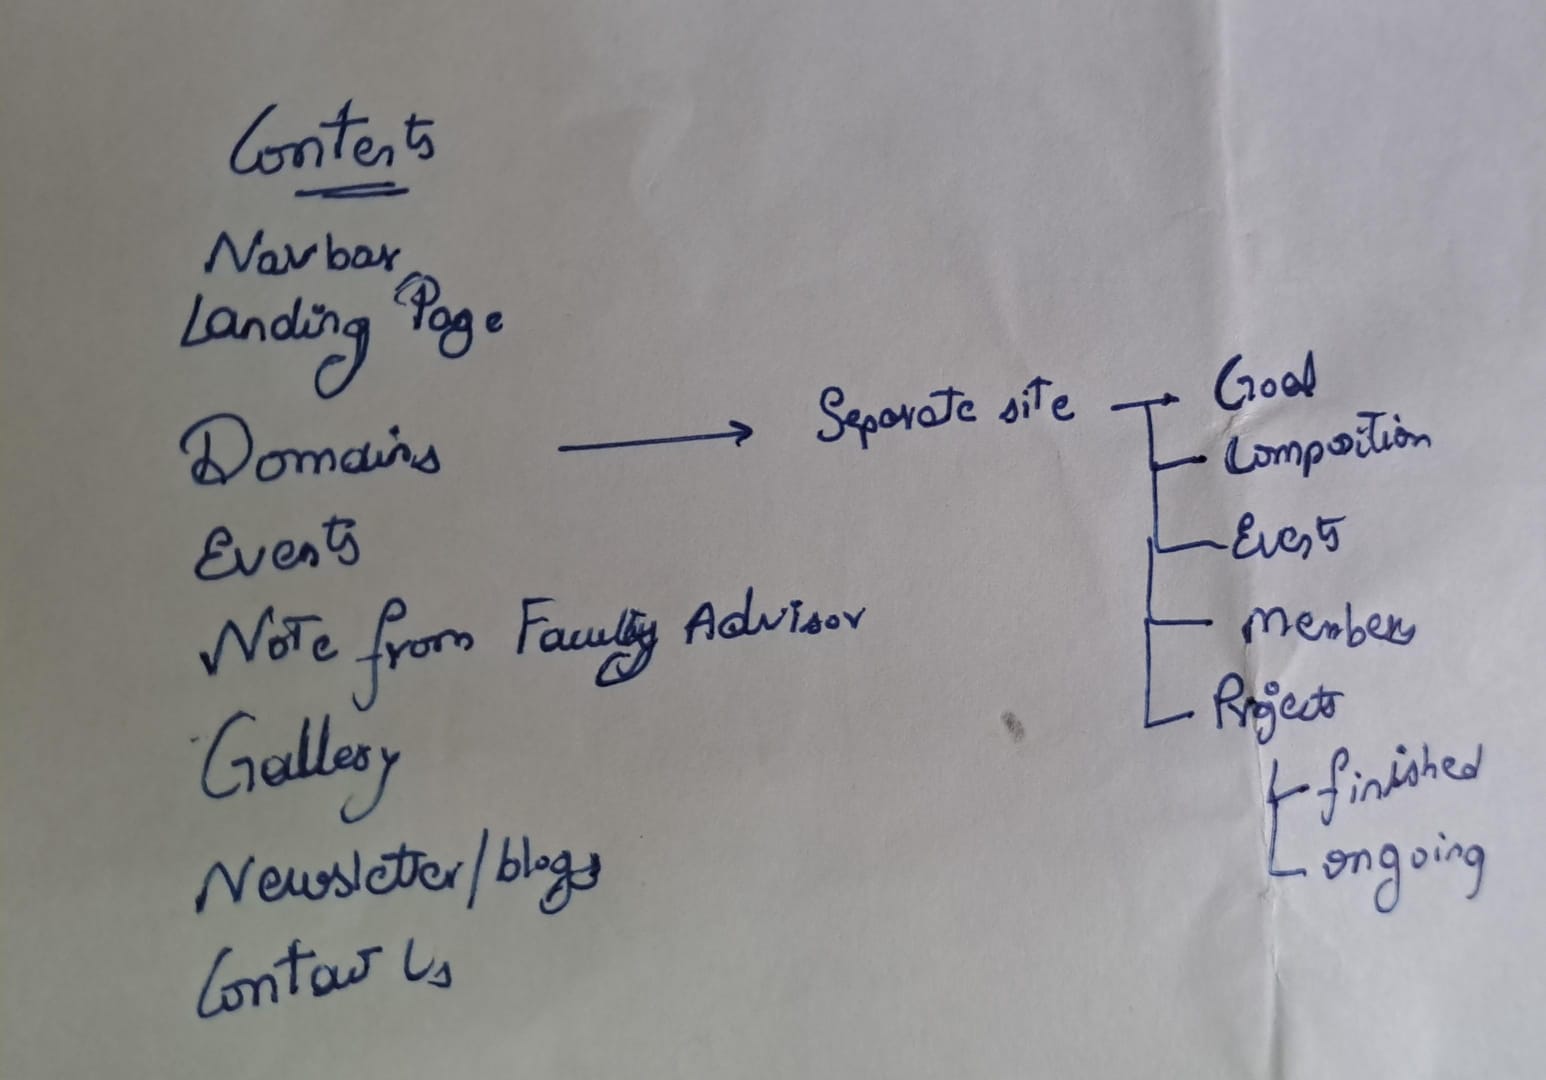 Contents
Navbar
Landing Page
Domains → Separate site → Goal
Composition
Events
Members
Projects
finished
ongoing
Events
Note from Faculty Advisor
Gallery
Newsletter/blogs
Contact Us